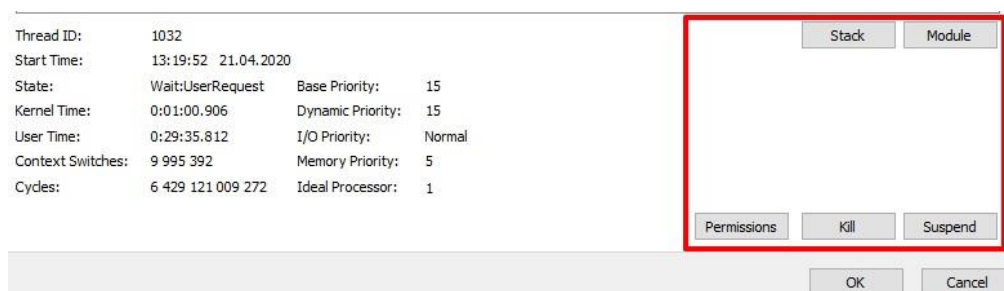 Thread ID: 1032 Stack Module
Start Time: 13:19:52 21.04.2020
State: Wait:UserRequest Base Priority: 15
Kernel Time: 0:01:00.906 Dynamic Priority: 15
User Time: 0:29:35.812 I/O Priority: Normal
Context Switches: 9 995 392 Memory Priority: 5
Cycles: 6 429 121 009 272 Ideal Processor: 1
Permissions Kill Suspend
OK Cancel